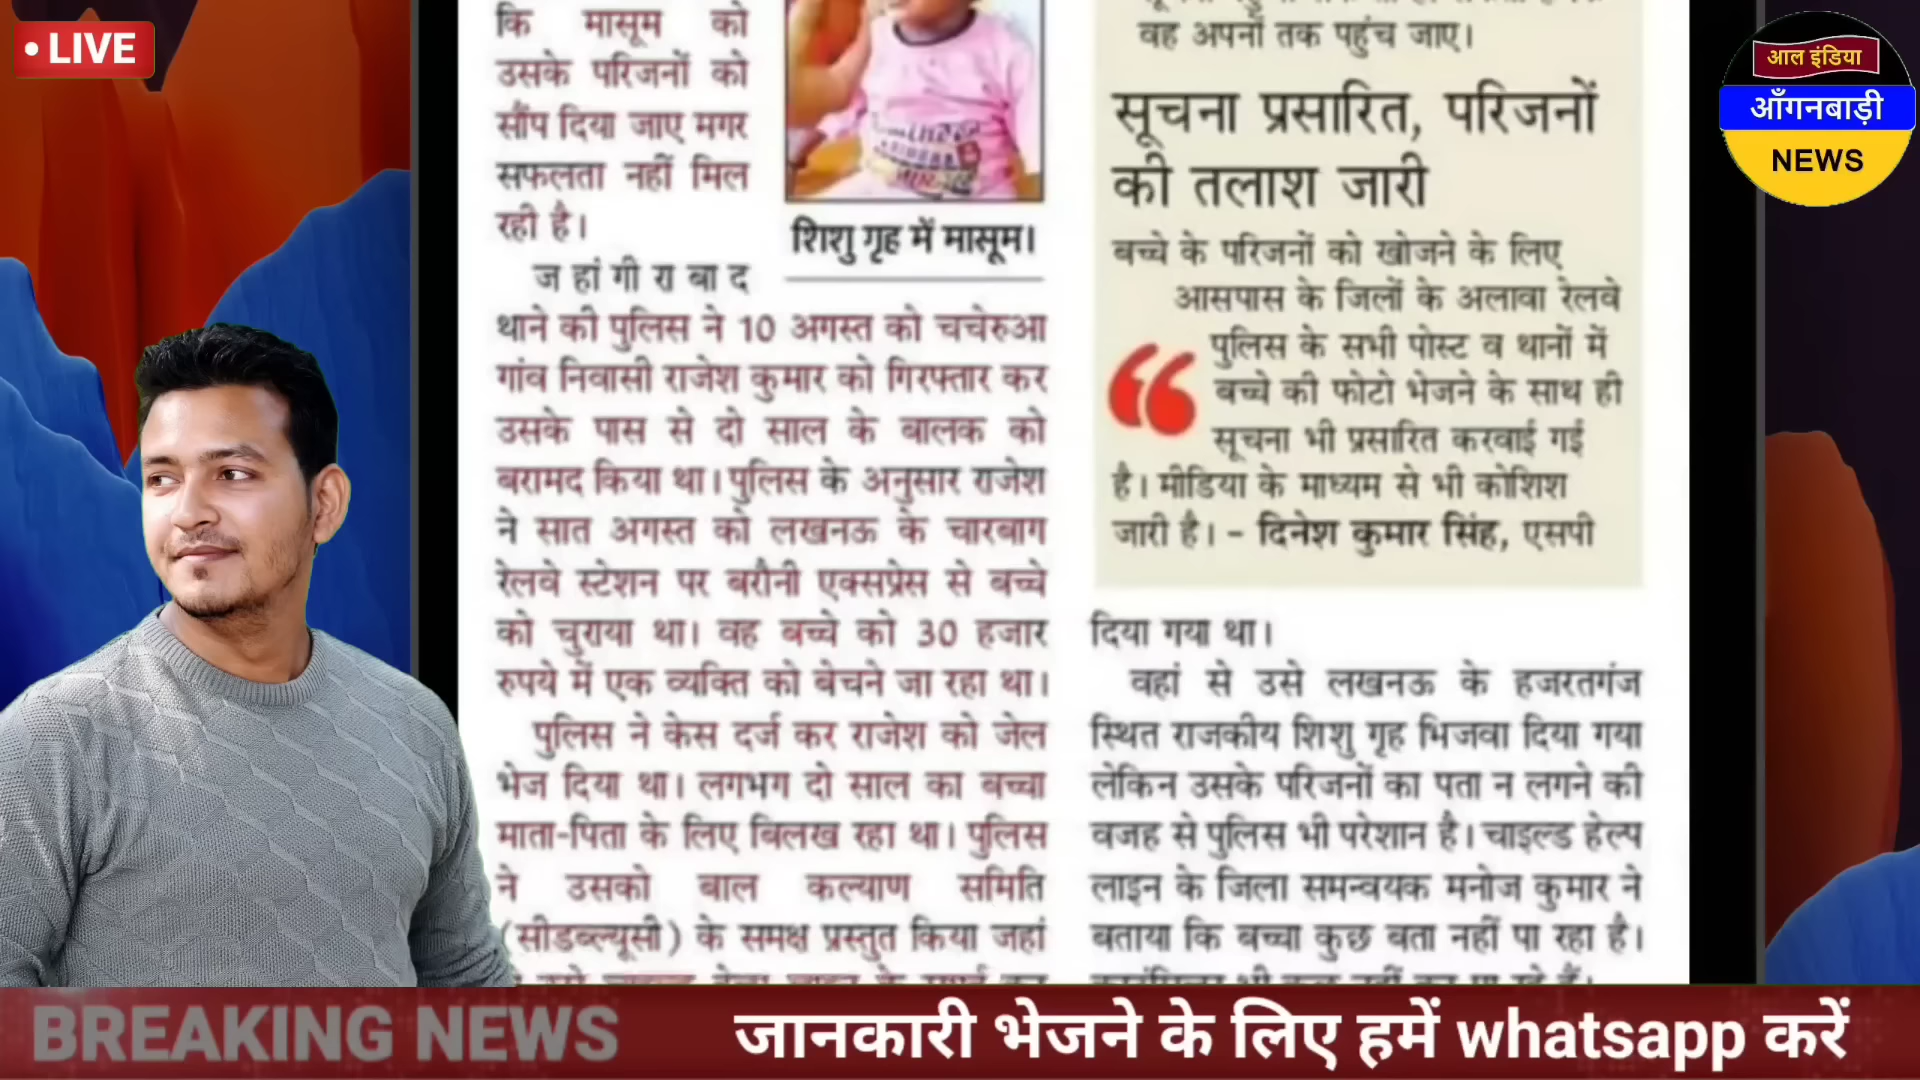 • LIVE
कि मासूम को
उसके परिजनों को
सौंप दिया जाए मगर
सफलता नहीं मिल
रही है।
शिशु गृह में मासूम।
जहांगीराबाद
थाने की पुलिस ने 10 अगस्त को चचेरुआ
गांव निवासी राजेश कुमार को गिरफ्तार कर
उसके पास से दो साल के बालक को
बरामद किया था। पुलिस के अनुसार राजेश
ने सात अगस्त को लखनऊ के चारबाग
रेलवे स्टेशन पर बरौनी एक्सप्रेस से बच्चे
को चुराया था। वह बच्चे को 30 हजार
रुपये में एक व्यक्ति को बेचने जा रहा था।
पुलिस ने केस दर्ज कर राजेश को जेल
भेज दिया था। लगभग दो साल का बच्चा
माता-पिता के लिए बिलख रहा था। पुलिस
ने उसको बाल कल्याण समिति
(सीडब्ल्यूसी) के समक्ष प्रस्तुत किया जहां
वह अपनों तक पहुंच जाए।
सूचना प्रसारित, परिजनों
की तलाश जारी
बच्चे के परिजनों को खोजने के लिए
आसपास के जिलों के अलावा रेलवे
पुलिस के सभी पोस्ट व थानों में
बच्चे की फोटो भेजने के साथ ही
सूचना भी प्रसारित करवाई गई
है। मीडिया के माध्यम से भी कोशिश
जारी है। - दिनेश कुमार सिंह, एसपी
दिया गया था।
वहां से उसे लखनऊ के हजरतगंज
स्थित राजकीय शिशु गृह भिजवा दिया गया
लेकिन उसके परिजनों का पता न लगने की
वजह से पुलिस भी परेशान है। चाइल्ड हेल्प
लाइन के जिला समन्वयक मनोज कुमार ने
बताया कि बच्चा कुछ बता नहीं पा रहा है।
आल इंडिया
आँगनबाड़ी
NEWS
BREAKING NEWS
जानकारी भेजने के लिए हमें whatsapp करें